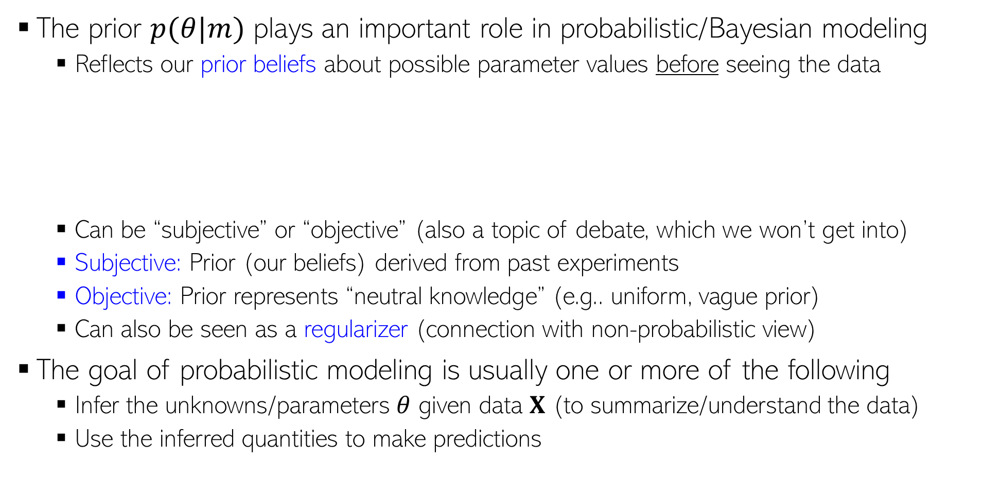 ▪ The prior p(θ|m) plays an important role in probabilistic/Bayesian modeling
▪ Reflects our prior beliefs about possible parameter values before seeing the data
▪ Can be “subjective” or “objective” (also a topic of debate, which we won’t get into)
▪ Subjective: Prior (our beliefs) derived from past experiments
▪ Objective: Prior represents “neutral knowledge” (e.g.. uniform, vague prior)
▪ Can also be seen as a regularizer (connection with non-probabilistic view)
▪ The goal of probabilistic modeling is usually one or more of the following
▪ Infer the unknowns/parameters θ given data X (to summarize/understand the data)
▪ Use the inferred quantities to make predictions